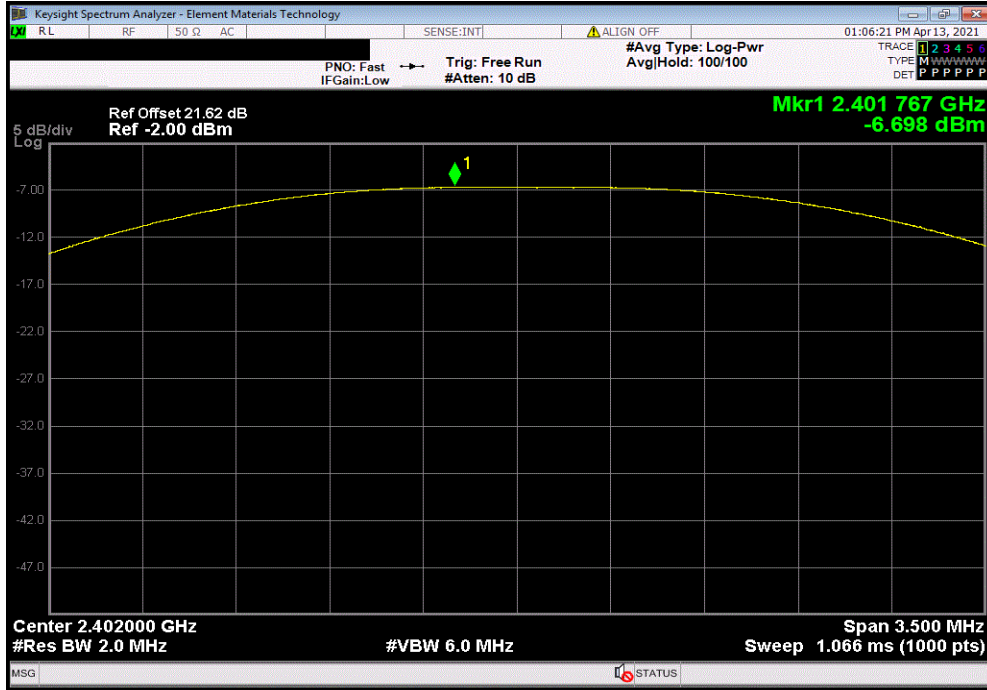 Keysight Spectrum Analyzer - Element Materials Technology
LXI RL RF 50 Ω AC SENSE:INT ALIGN OFF 01:06:21 PM Apr 13, 2021
#Avg Type: Log-Pwr TRACE 1 2 3 4 5 6
PNO: Fast Trig: Free Run Avg|Hold: 100/100 TYPE M WWWWW
IFGain:Low #Atten: 10 dB DET P P P P P P
Mkr1 2.401 767 GHz
Ref Offset 21.62 dB
5 dB/div Ref -2.00 dBm -6.698 dBm
Log
1
-7.00
-12.0
-17.0
-22.0
-27.0
-32.0
-37.0
-42.0
-47.0
Center 2.402000 GHz Span 3.500 MHz
#Res BW 2.0 MHz #VBW 6.0 MHz Sweep 1.066 ms (1000 pts)
MSG STATUS